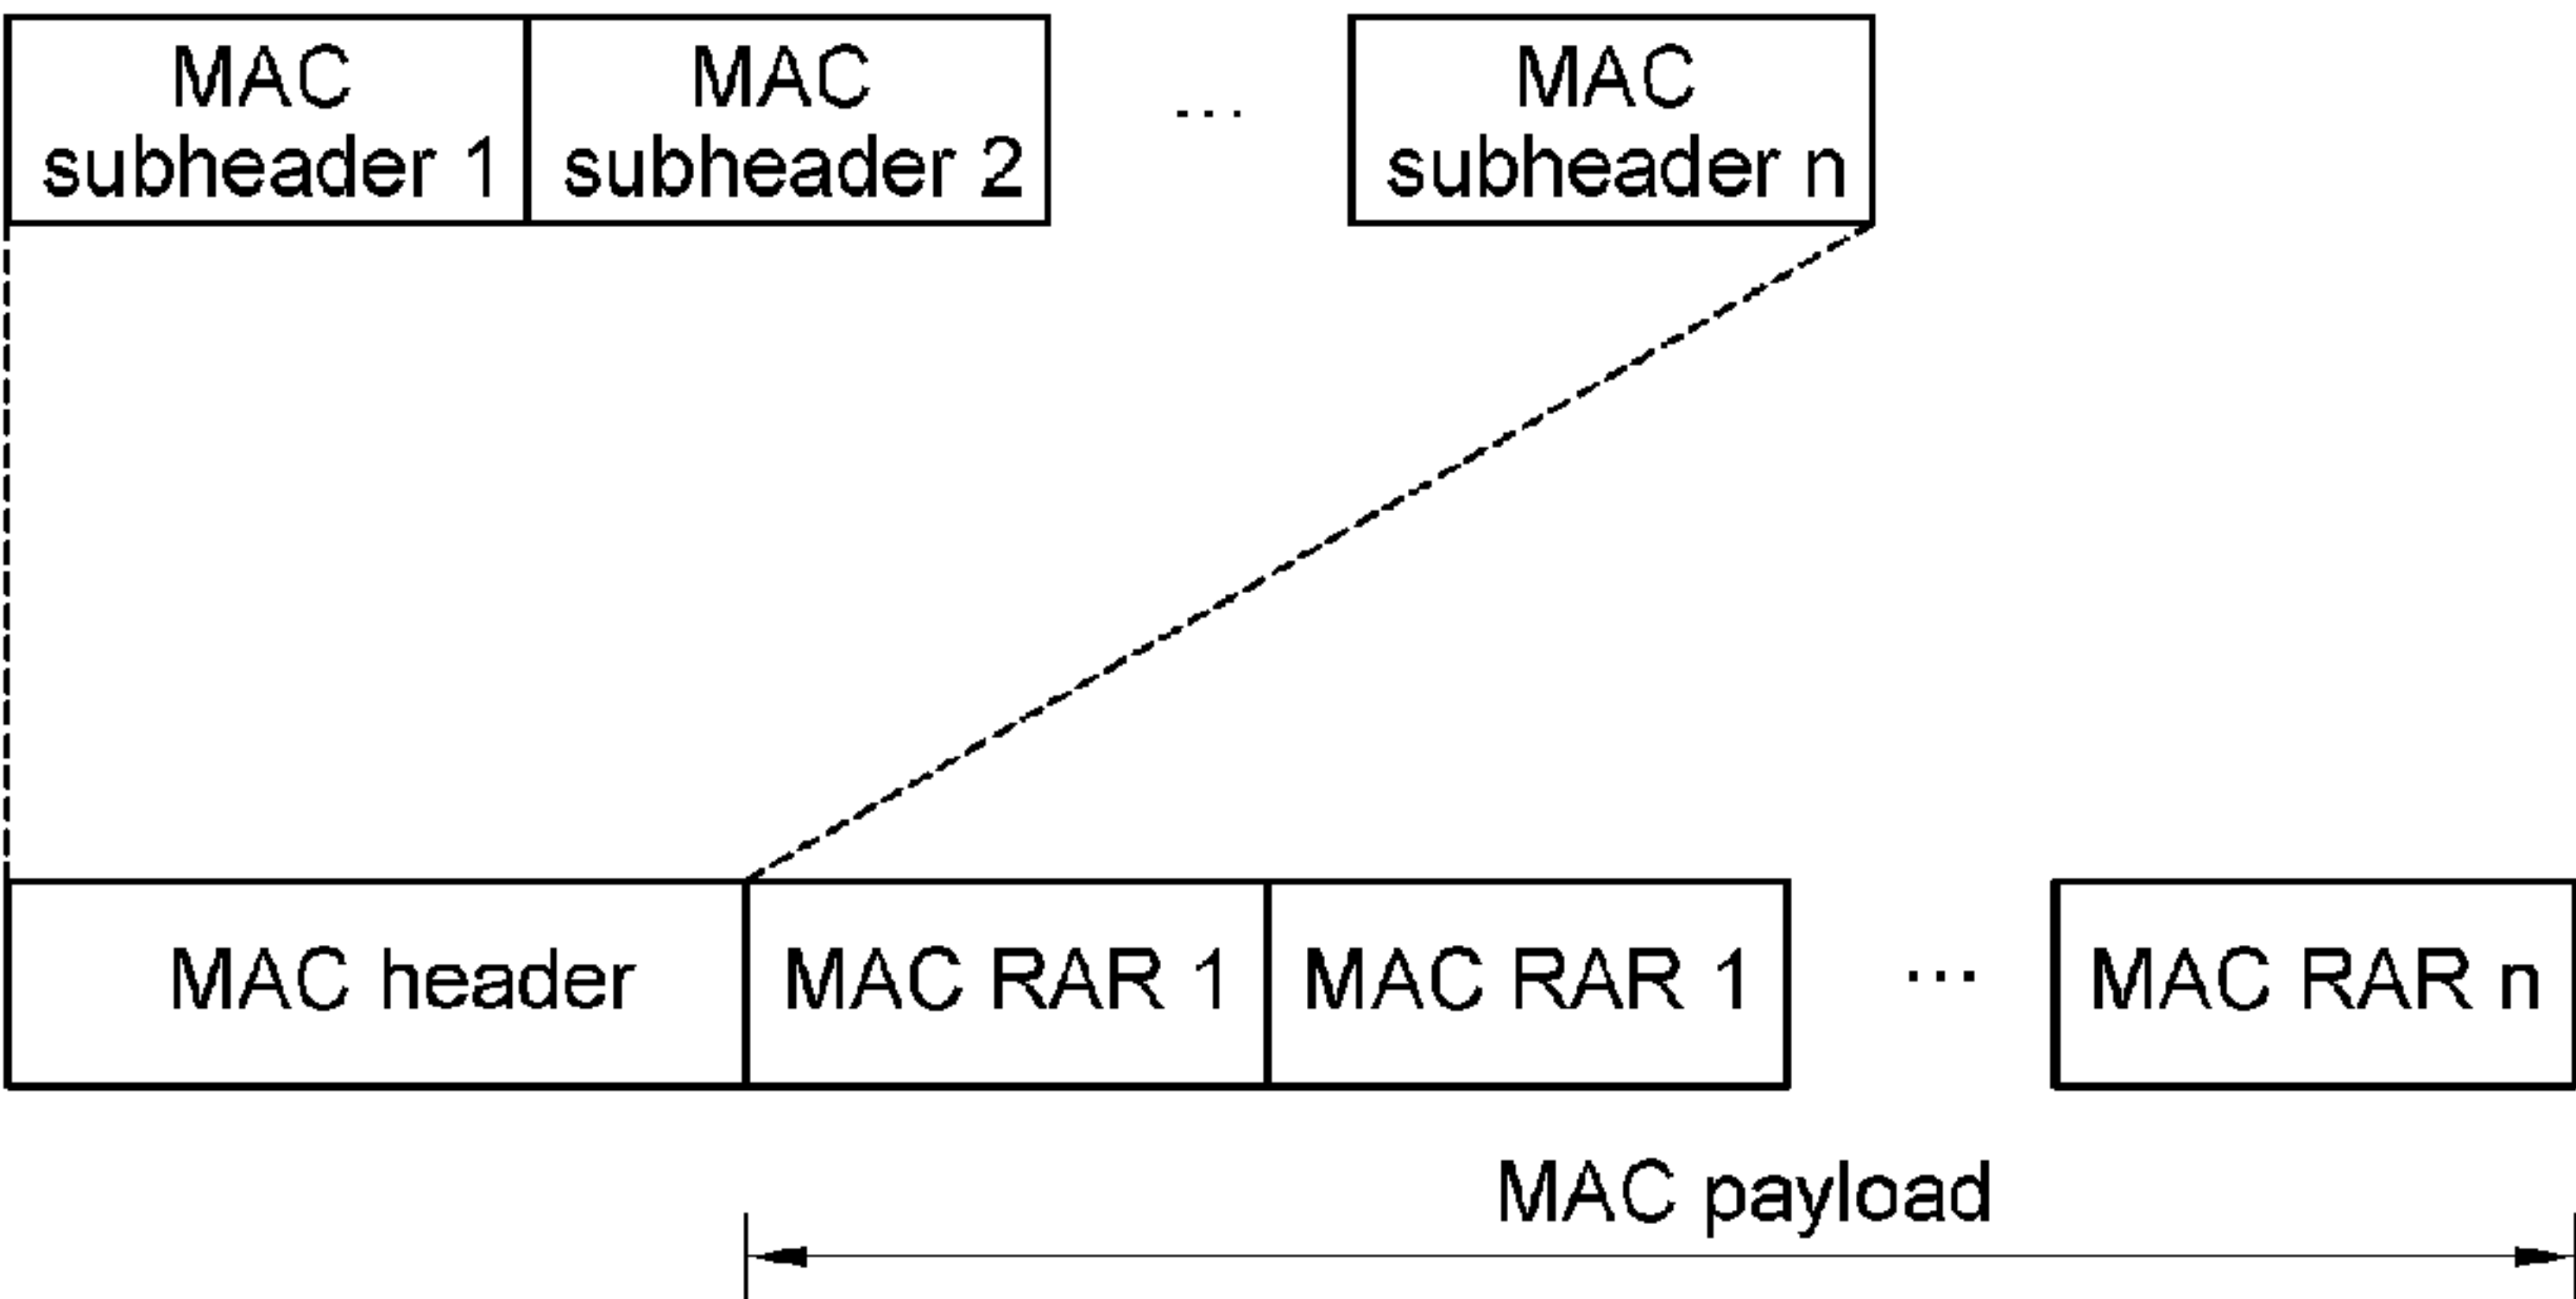 MAC
subheader 1
MAC
subheader 2
...
MAC
subheader n
MAC header
MAC RAR 1
MAC RAR 1
...
MAC RAR n
MAC payload